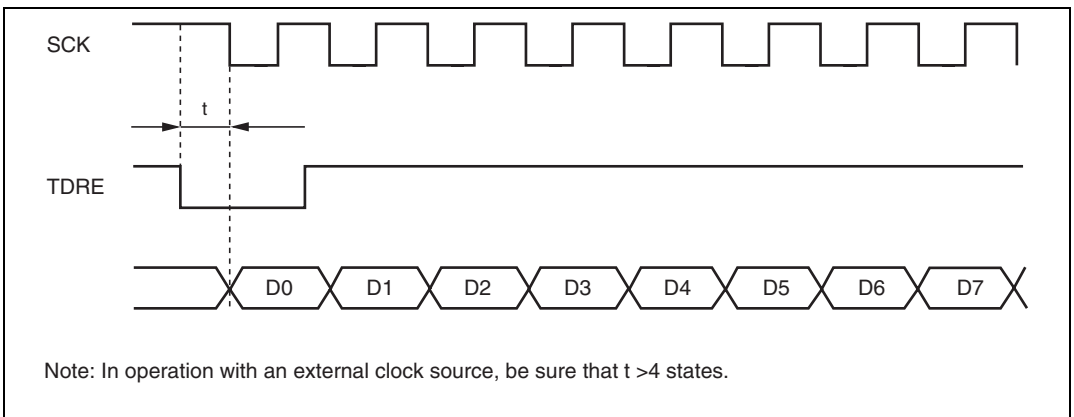 SCK
t
TDRE
D0 D1 D2 D3 D4 D5 D6 D7
Note: In operation with an external clock source, be sure that t >4 states.